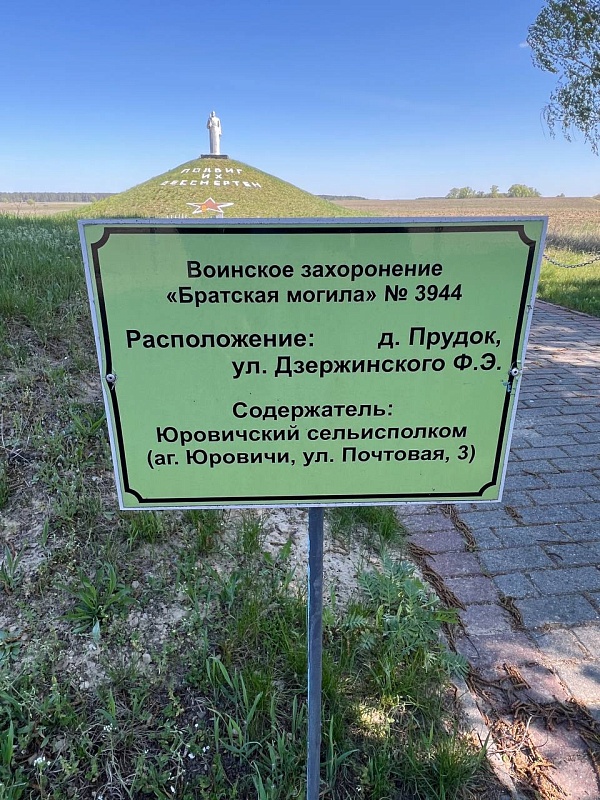 ПОДВИГ
ИХ
БЕССМЕРТЕН
Воинское захоронение
«Братская могила» № 3944
Расположение: д. Прудок,
ул. Дзержинского Ф.Э.
Содержатель:
Юровичский сельисполком
(аг. Юровичи, ул. Почтовая, 3)